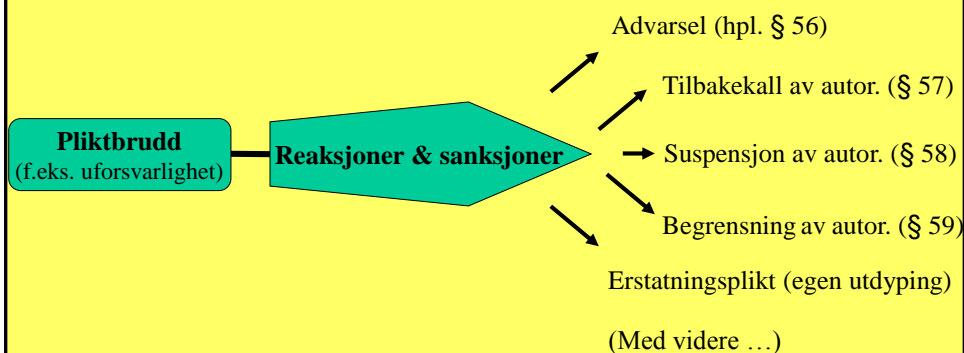 Advarsel (hpl. § 56)
Tilbakekall av autor. (§ 57)
Pliktbrudd
(f.eks. uforsvarlighet)
Reaksjoner & sanksjoner
Suspensjon av autor. (§ 58)
Begrensning av autor. (§ 59)
Erstatningsplikt (egen utdyping)
(Med videre …)